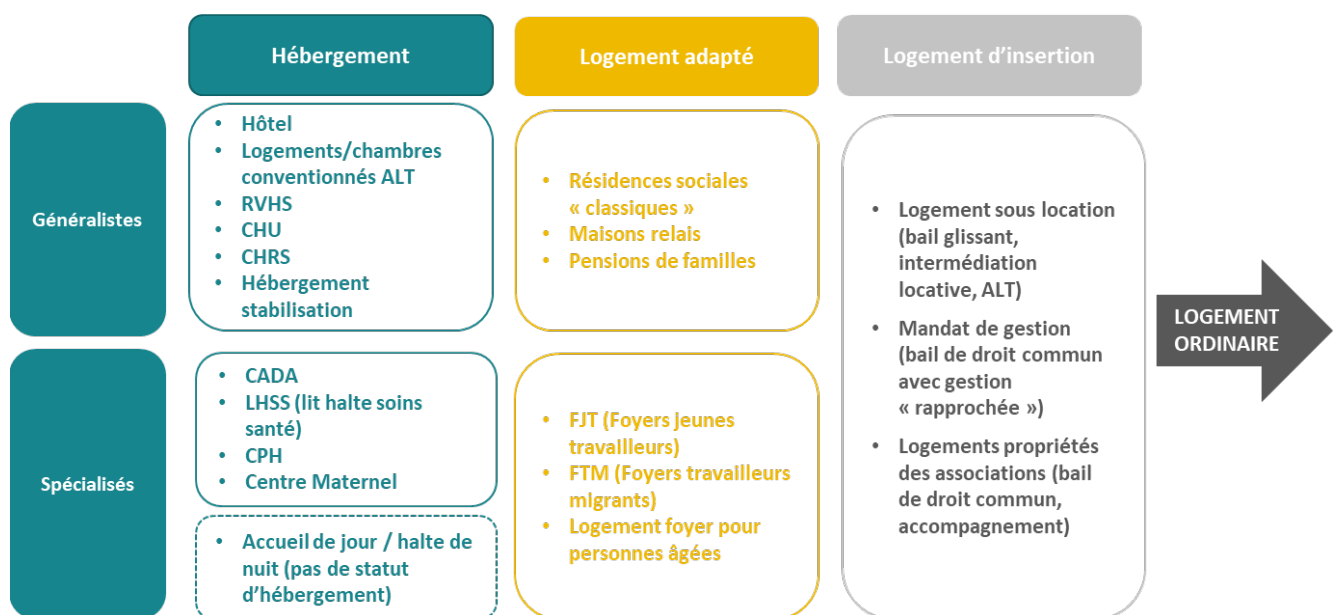 Hébergement
Logement adapté
Logement d'insertion
Généralistes
• Hôtel
• Logements/chambres
conventionnés ALT
• RVHS
• CHU
• CHRS
• Hébergement
stabilisation
• Résidences sociales
« classiques »
• Maisons relais
• Pensions de familles
• Logement sous location
(bail glissant,
intermédiation
locative, ALT)
• Mandat de gestion
(bail de droit commun
avec gestion
« rapprochée »)
• Logements propriétés
des associations (bail
de droit commun,
accompagnement)
LOGEMENT
ORDINAIRE
Spécialisés
• CADA
• LHSS (lit halte soins
santé)
• CPH
• Centre Maternel
• Accueil de jour / halte de
nuit (pas de statut
d'hébergement)
• FJT (Foyers jeunes
travailleurs)
• FTM (Foyers travailleurs
migrants)
• Logement foyer pour
personnes âgées